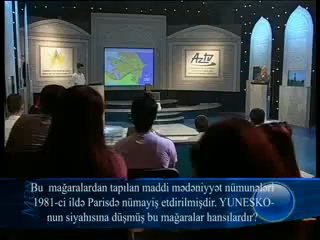 AzTV
Bu mağaralardan tapılan maddi mədəniyyət nümunələri
1981-ci ildə Parisdə nümayiş etdirilmişdir. YUNESKO-
nun siyahısına düşmüş bu mağaralar hansılardır?